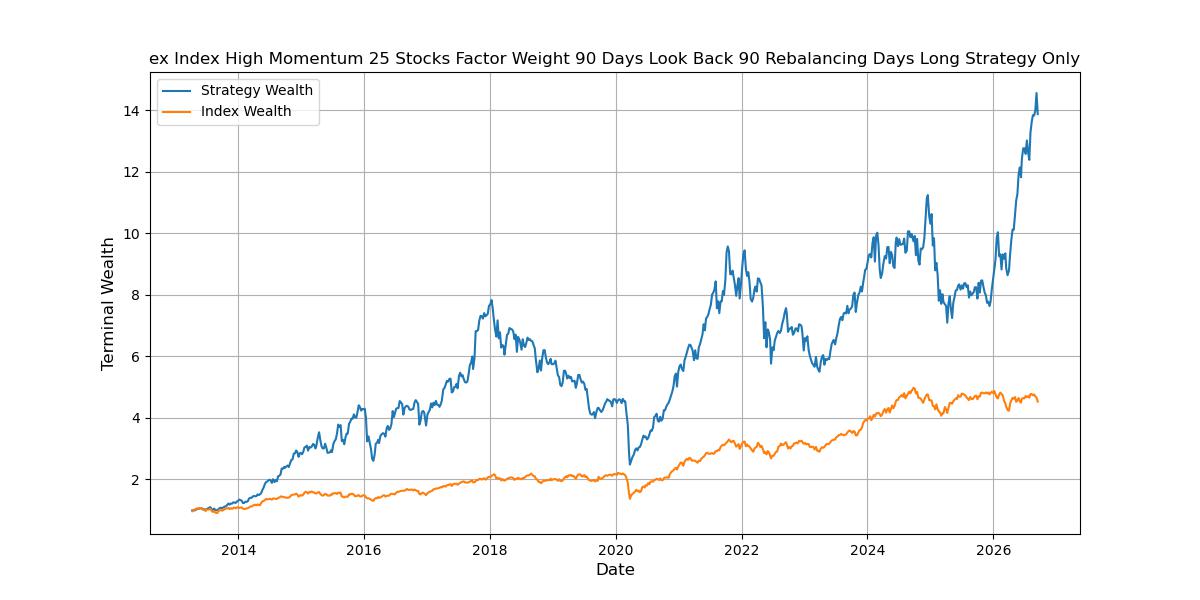 ex Index High Momentum 25 Stocks Factor Weight 90 Days Look Back 90 Rebalancing Days Long Strategy Only
Strategy Wealth
Index Wealth
Terminal Wealth
14
12
10
8
6
4
2
2014 2016 2018 2020 2022 2024 2026
Date